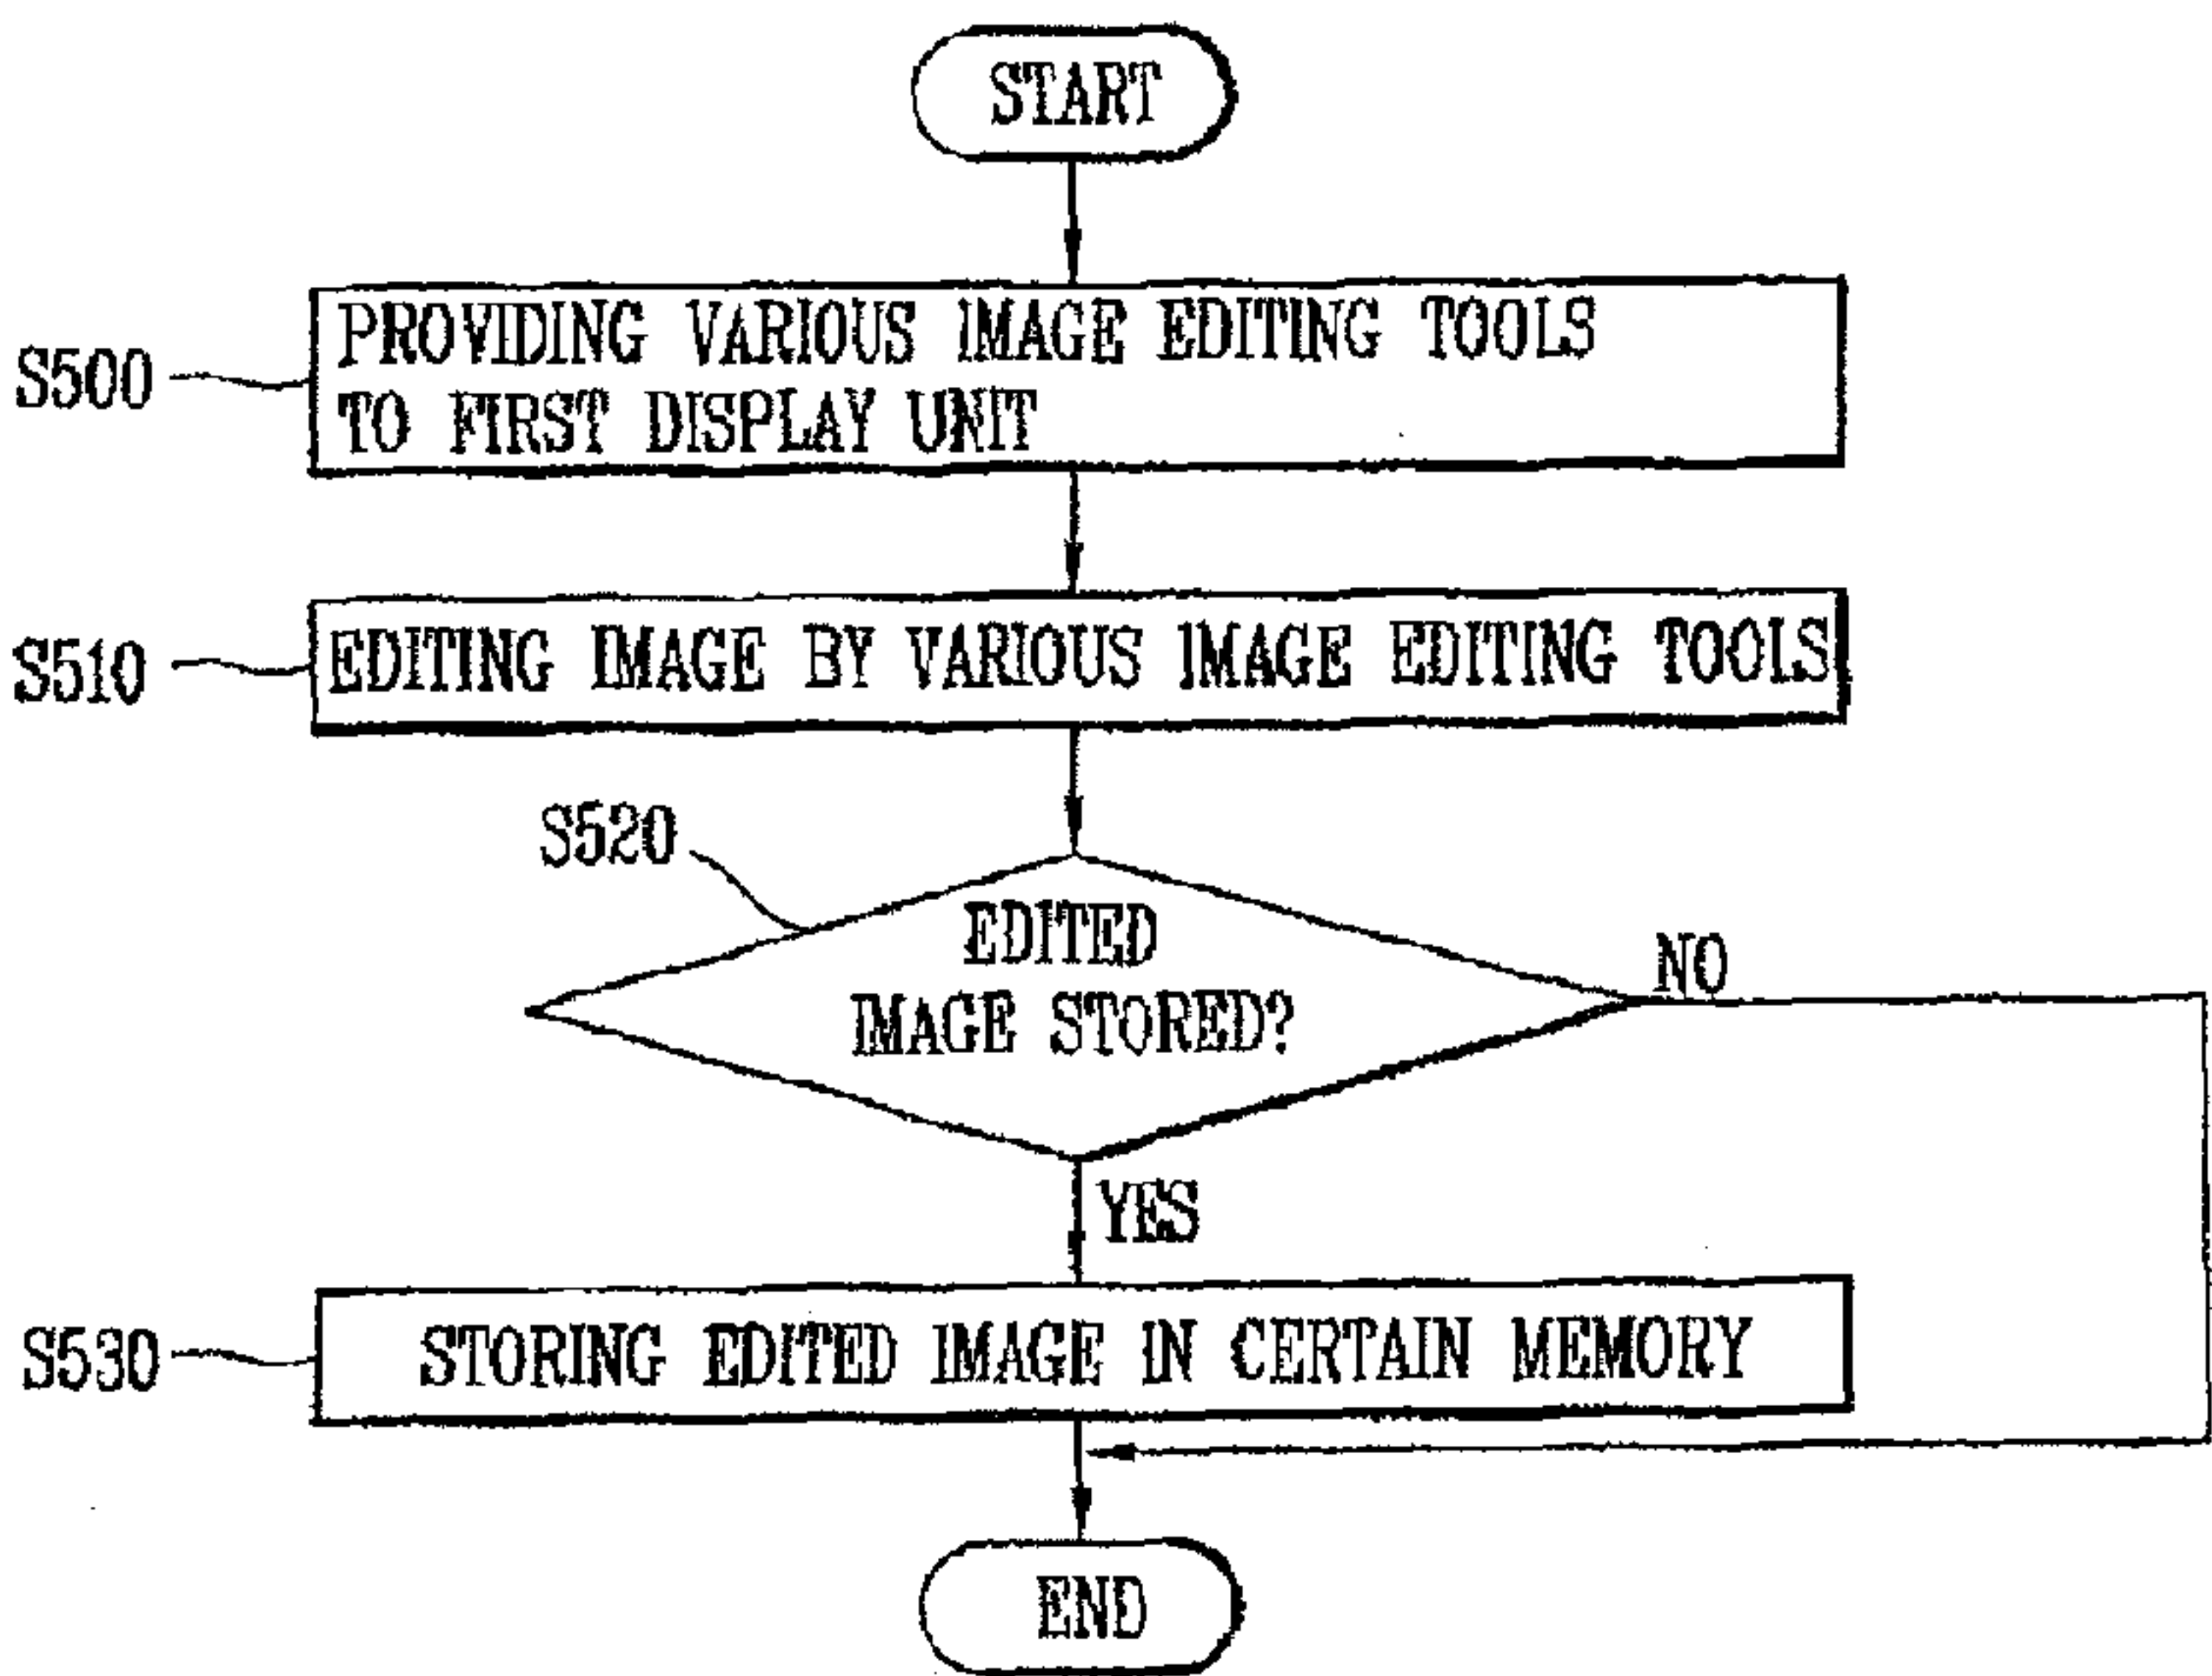 START
S500
PROVIDING VARIOUS IMAGE EDITING TOOLS
TO FIRST DISPLAY UNIT
S510
EDITING IMAGE BY VARIOUS IMAGE EDITING TOOLS
S520
EDITED
IMAGE STORED?
NO
YES
S530
STORING EDITED IMAGE IN CERTAIN MEMORY
END